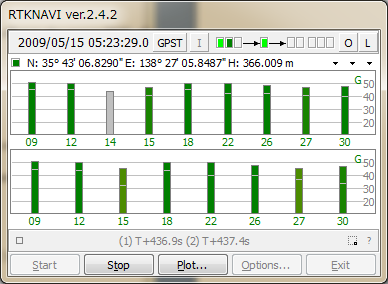 RTKNAVI ver.2.4.2
2009/05/15 05:23:29.0 GPST I O L
N: 35° 43' 06.8290" E: 138° 27' 05.8487" H: 366.009 m
G 50
40
30
20
09 12 14 15 18 22 26 27 30
G 50
40
30
20
09 12 15 18 22 26 27 30
(1) T+436.9s (2) T+437.4s ?
Start Stop Plot... Options... Exit